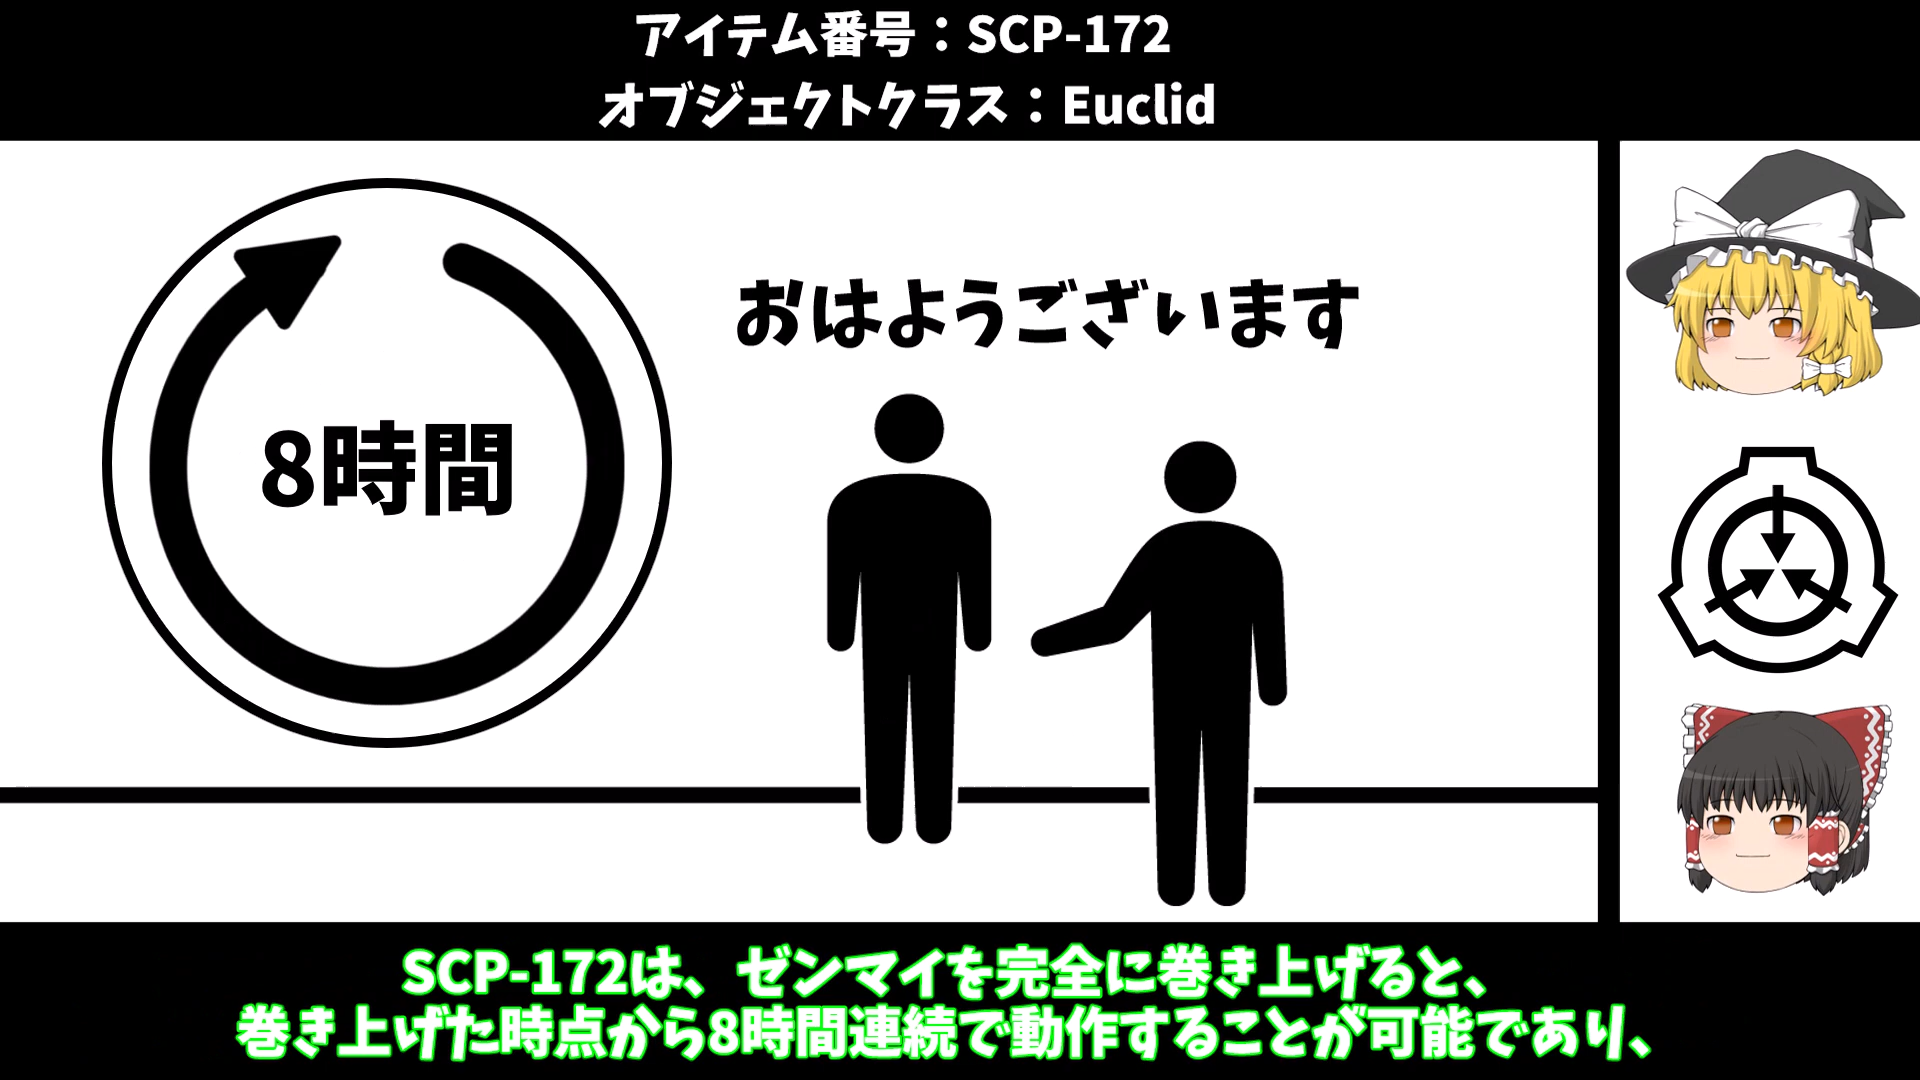 アイテム番号：SCP-172
オブジェクトクラス：Euclid
8時間
おはようございます
SCP-172は、ゼンマイを完全に巻き上げると、
巻き上げた時点から8時間連続で動作することが可能であり、